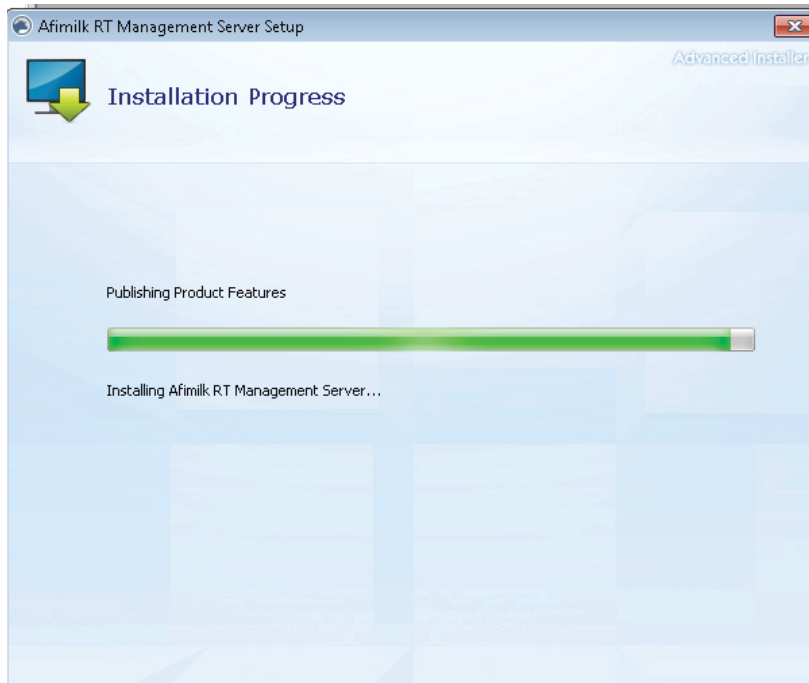 Afimilk RT Management Server Setup
Advanced Installer
Installation Progress
Publishing Product Features
Installing Afimilk RT Management Server...